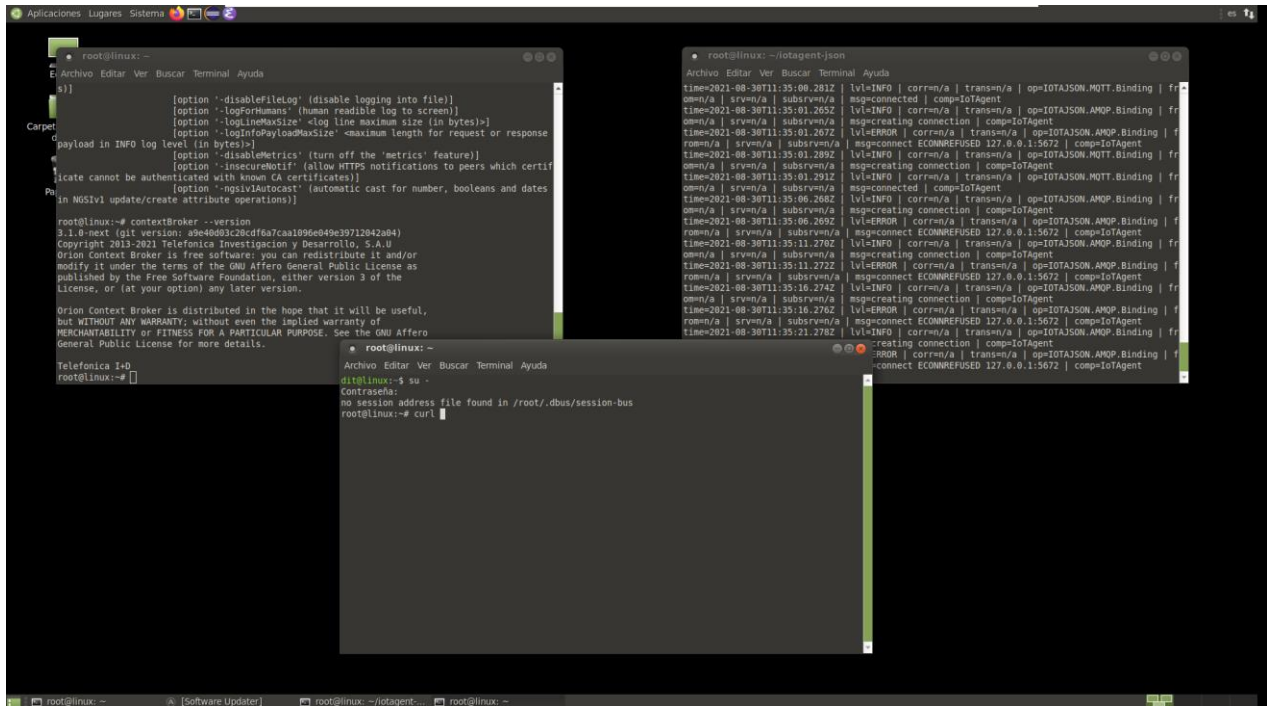 Aplicaciones Lugares Sistema
es
root@linux: ~
Archivo Editar Ver Buscar Terminal Ayuda
s)]
[option '-disableFileLog' (disable logging into file)]
[option '-logForHumans' (human readible log to screen)]
[option '-logLineMaxSize' <log line maximum size (in bytes)>]
[option '-logInfoPayloadMaxSize' <maximum length for request or response
payload in INFO log level (in bytes)>]
[option '-disableMetrics' (turn off the 'metrics' feature)]
[option '-insecureNotif' (allow HTTPS notifications to peers which certif
icate cannot be authenticated with known CA certificates)]
[option '-ngsiv1Autocast' (automatic cast for number, booleans and dates
in NGSIv1 update/create attribute operations)]
root@linux:~# contextBroker --version
3.1.0-next (git version: a9e40d03c20cdf6a7caa1096e049e39712042a04)
Copyright 2013-2021 Telefonica Investigacion y Desarrollo, S.A.U
Orion Context Broker is free software: you can redistribute it and/or
modify it under the terms of the GNU Affero General Public License as
published by the Free Software Foundation, either version 3 of the
License, or (at your option) any later version.
Orion Context Broker is distributed in the hope that it will be useful,
but WITHOUT ANY WARRANTY; without even the implied warranty of
MERCHANTABILITY or FITNESS FOR A PARTICULAR PURPOSE. See the GNU Affero
General Public License for more details.
Telefonica I+D
root@linux:~#
Carpet
root@linux: ~/iotagent-json
Archivo Editar Ver Buscar Terminal Ayuda
time=2021-08-30T11:35:00.281Z | lvl=INFO | corr=n/a | trans=n/a | op=IOTAJSON.MQTT.Binding | fr
om=n/a | srv=n/a | subsrv=n/a | msg=connected | comp=IoTAgent
time=2021-08-30T11:35:01.265Z | lvl=INFO | corr=n/a | trans=n/a | op=IOTAJSON.AMQP.Binding | fr
om=n/a | srv=n/a | subsrv=n/a | msg=creating connection | comp=IoTAgent
time=2021-08-30T11:35:01.267Z | lvl=ERROR | corr=n/a | trans=n/a | op=IOTAJSON.AMQP.Binding | f
rom=n/a | srv=n/a | subsrv=n/a | msg=connect ECONNREFUSED 127.0.0.1:5672 | comp=IoTAgent
time=2021-08-30T11:35:01.289Z | lvl=INFO | corr=n/a | trans=n/a | op=IOTAJSON.MQTT.Binding | fr
om=n/a | srv=n/a | subsrv=n/a | msg=creating connection | comp=IoTAgent
time=2021-08-30T11:35:01.291Z | lvl=INFO | corr=n/a | trans=n/a | op=IOTAJSON.MQTT.Binding | fr
om=n/a | srv=n/a | subsrv=n/a | msg=connected | comp=IoTAgent
time=2021-08-30T11:35:06.268Z | lvl=INFO | corr=n/a | trans=n/a | op=IOTAJSON.AMQP.Binding | fr
om=n/a | srv=n/a | subsrv=n/a | msg=creating connection | comp=IoTAgent
time=2021-08-30T11:35:06.269Z | lvl=ERROR | corr=n/a | trans=n/a | op=IOTAJSON.AMQP.Binding | f
rom=n/a | srv=n/a | subsrv=n/a | msg=connect ECONNREFUSED 127.0.0.1:5672 | comp=IoTAgent
time=2021-08-30T11:35:11.270Z | lvl=INFO | corr=n/a | trans=n/a | op=IOTAJSON.AMQP.Binding | fr
om=n/a | srv=n/a | subsrv=n/a | msg=creating connection | comp=IoTAgent
time=2021-08-30T11:35:11.272Z | lvl=ERROR | corr=n/a | trans=n/a | op=IOTAJSON.AMQP.Binding | f
rom=n/a | srv=n/a | subsrv=n/a | msg=connect ECONNREFUSED 127.0.0.1:5672 | comp=IoTAgent
time=2021-08-30T11:35:16.274Z | lvl=INFO | corr=n/a | trans=n/a | op=IOTAJSON.AMQP.Binding | fr
om=n/a | srv=n/a | subsrv=n/a | msg=creating connection | comp=IoTAgent
time=2021-08-30T11:35:16.276Z | lvl=ERROR | corr=n/a | trans=n/a | op=IOTAJSON.AMQP.Binding | f
rom=n/a | srv=n/a | subsrv=n/a | msg=connect ECONNREFUSED 127.0.0.1:5672 | comp=IoTAgent
time=2021-08-30T11:35:21.278Z | lvl=INFO | corr=n/a | trans=n/a | op=IOTAJSON.AMQP.Binding | fr
creating connection | comp=IoTAgent
ERROR | corr=n/a | trans=n/a | op=IOTAJSON.AMQP.Binding | f
=connect ECONNREFUSED 127.0.0.1:5672 | comp=IoTAgent
root@linux: ~
Archivo Editar Ver Buscar Terminal Ayuda
dit@linux:~$ su -
Contraseña:
no session address file found in /root/.dbus/session-bus
root@linux:~# curl
root@linux: ~
[Software Updater]
root@linux: ~/iotagent-...
root@linux: ~